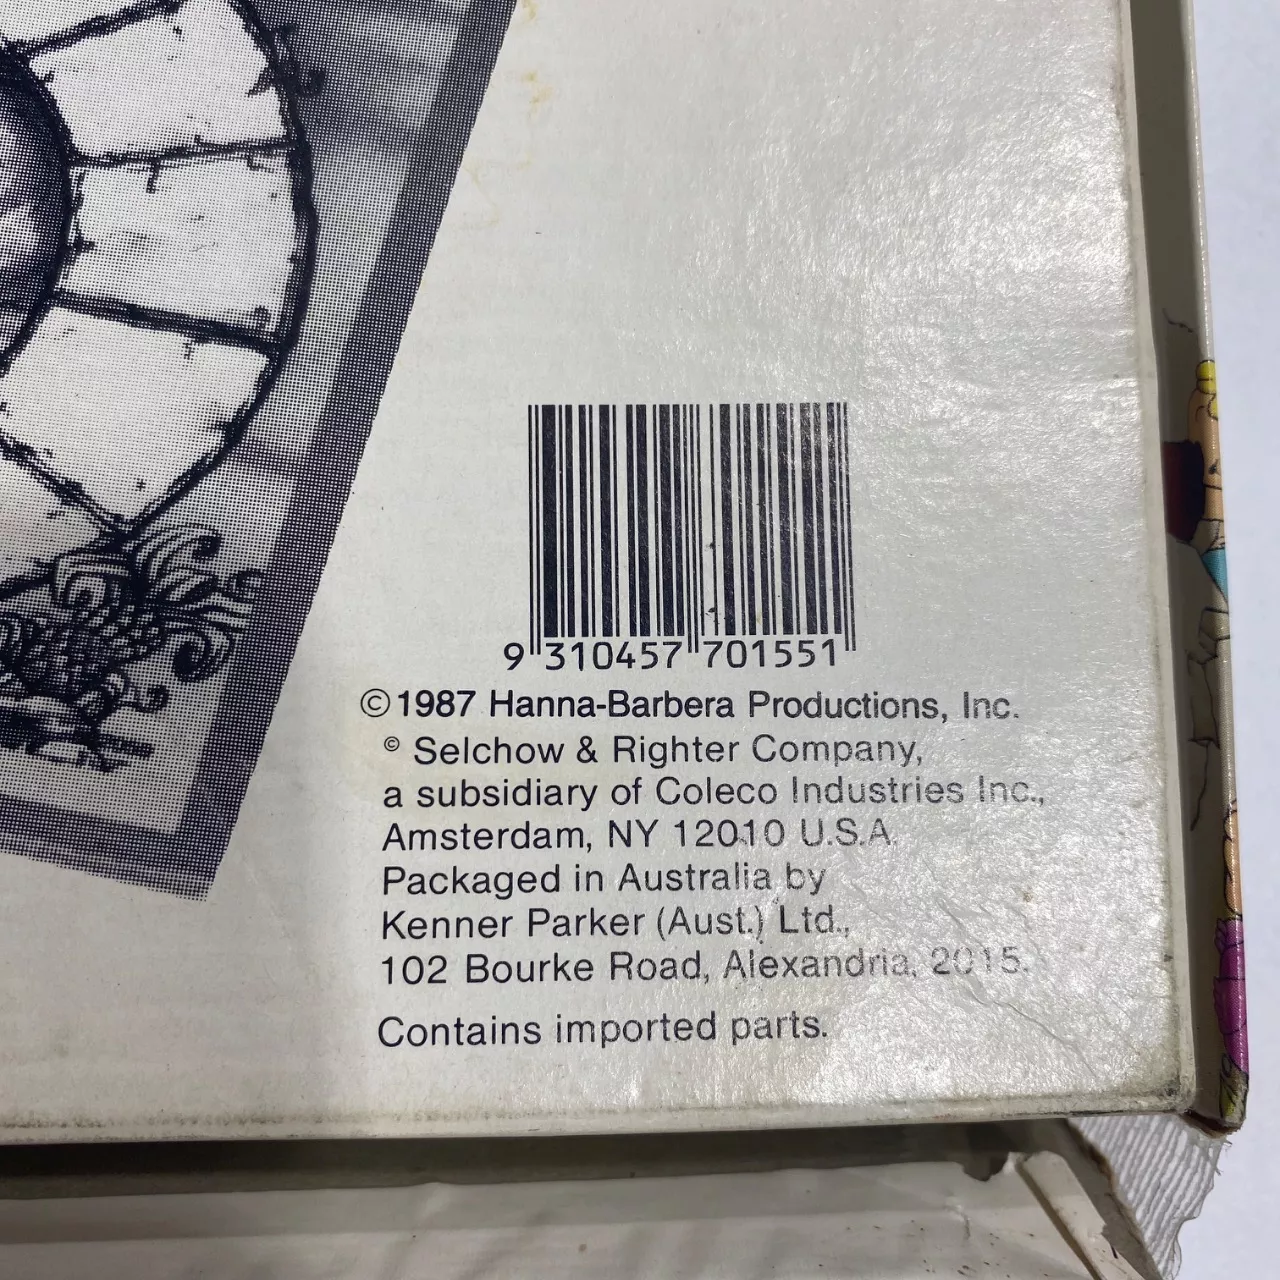 9 310457 701551
© 1987 Hanna-Barbera Productions, Inc.
© Selchow & Righter Company,
a subsidiary of Coleco Industries Inc.,
Amsterdam, NY 12010 U.S.A.
Packaged in Australia by
Kenner Parker (Aust.) Ltd.,
102 Bourke Road, Alexandria, 2015.
Contains imported parts.